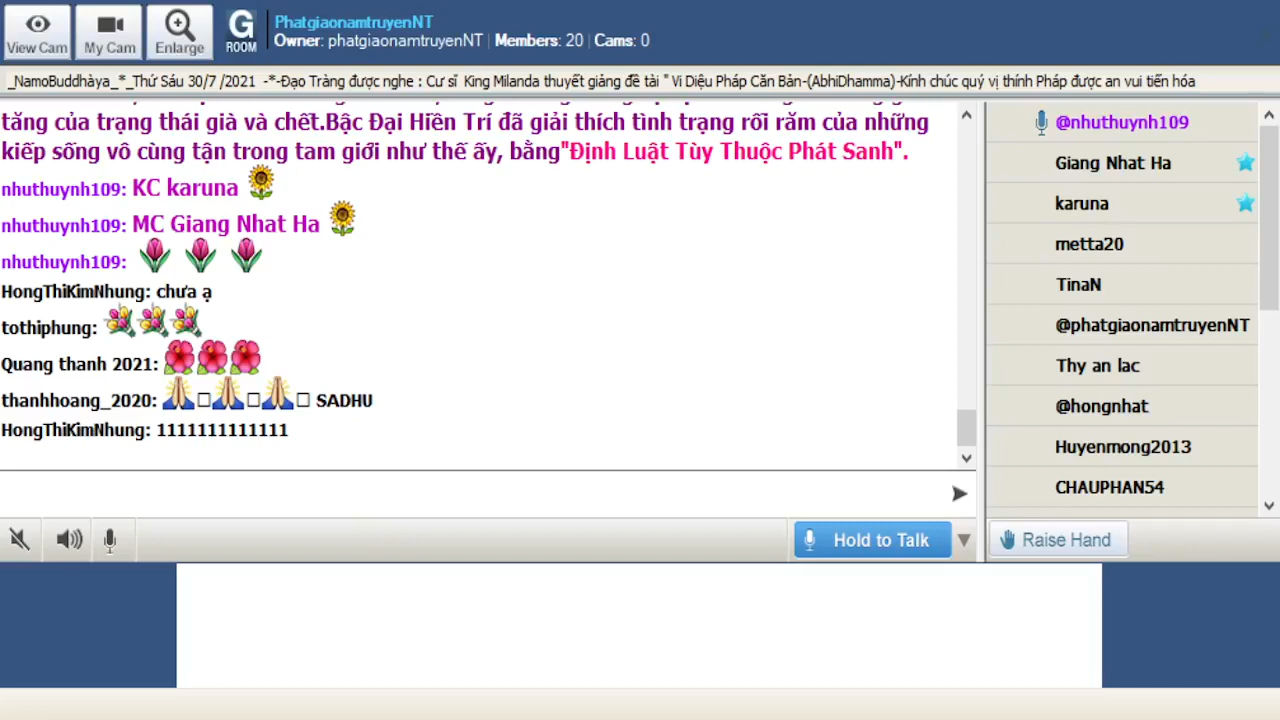 View Cam
My Cam
Enlarge
G
ROOM
PhatgiaonamtruyenNT
Owner: phatgiaonamtruyenNT | Members: 20 | Cams: 0
_NamoBuddhàya_*_Thứ Sáu 30/7 /2021 -*-Đạo Tràng được nghe : Cư sĩ King Milanda thuyết giảng đề tài " Vi Diệu Pháp Căn Bản-(AbhiDhamma)-Kính chúc quý vị thính Pháp được an vui tiến hóa
tăng của trạng thái già và chết.Bậc Đại Hiền Trí đã giải thích tình trạng rối răm của những
kiếp sống vô cùng tận trong tam giới như thế ấy, bằng"Định Luật Tùy Thuộc Phát Sanh".
nhuthuynh109: KC karuna
nhuthuynh109: MC Giang Nhat Ha
nhuthuynh109:
HongThiKimNhung: chưa ạ
tothiphung:
Quang thanh 2021:
thanhhoang_2020: SADHU
HongThiKimNhung: 1111111111111
@nhuthuynh109
Giang Nhat Ha
karuna
metta20
TinaN
@phatgiaonamtruyenNT
Thy an lac
@hongnhat
Huyenmong2013
CHAUPHAN54
Hold to Talk
Raise Hand